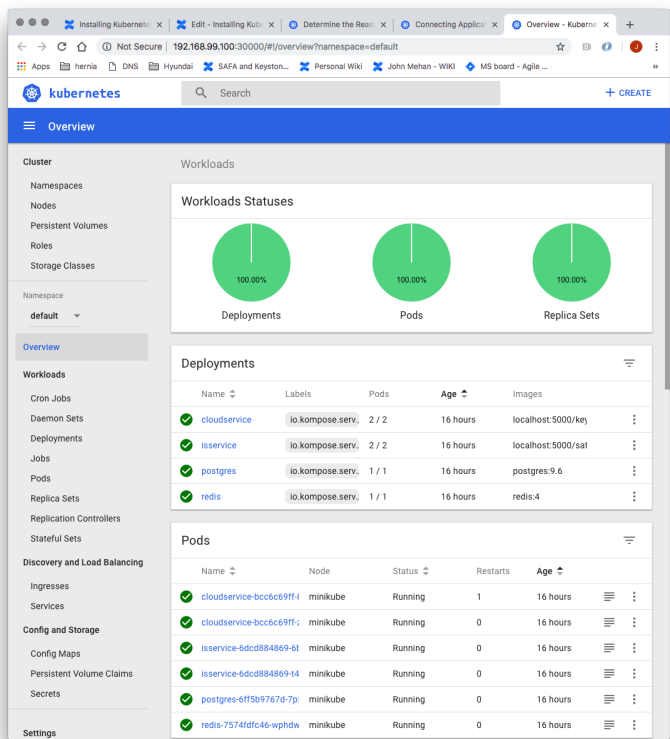 Installing Kubernete
Edit - Installing Kube
Determine the Reas
Connecting Applica
Overview - Kuberne
Not Secure | 192.168.99.100:30000/#!/overview?namespace=default
J
Apps hernia DNS Hyundai SAFA and Keyston... Personal Wiki John Mehan - WIKI MS board - Agile ... »
kubernetes Search + CREATE
Overview
Cluster
Namespaces
Nodes
Persistent Volumes
Roles
Storage Classes
Namespace
default
Overview
Workloads
Cron Jobs
Daemon Sets
Deployments
Jobs
Pods
Replica Sets
Replication Controllers
Stateful Sets
Discovery and Load Balancing
Ingresses
Services
Config and Storage
Config Maps
Persistent Volume Claims
Secrets
Settings
Workloads
Workloads Statuses
100.00% 100.00% 100.00%
Deployments Pods Replica Sets
Deployments
Name Labels Pods Age Images
cloudservice io.kompose.serv.. 2 / 2 16 hours localhost:5000/key
isservice io.kompose.serv.. 2 / 2 16 hours localhost:5000/saf
postgres io.kompose.serv.. 1 / 1 16 hours postgres:9.6
redis io.kompose.serv.. 1 / 1 16 hours redis:4
Pods
Name Node Status Restarts Age
cloudservice-bcc6c69ff- minikube Running 1 16 hours
cloudservice-bcc6c69ff- minikube Running 0 16 hours
isservice-6dcd884869-6b minikube Running 0 16 hours
isservice-6dcd884869-t4 minikube Running 0 16 hours
postgres-6ff5b9767d-7p minikube Running 0 16 hours
redis-7574fdfc46-wphdw minikube Running 0 16 hours